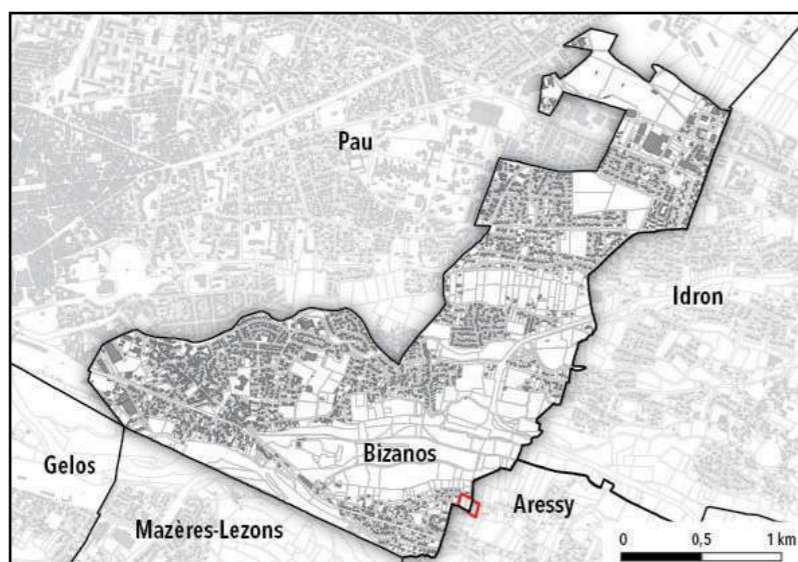 Pau
Idron
Bizanos
Gelos
Aressy
Mazères-Lezons
0 0,5 1 km